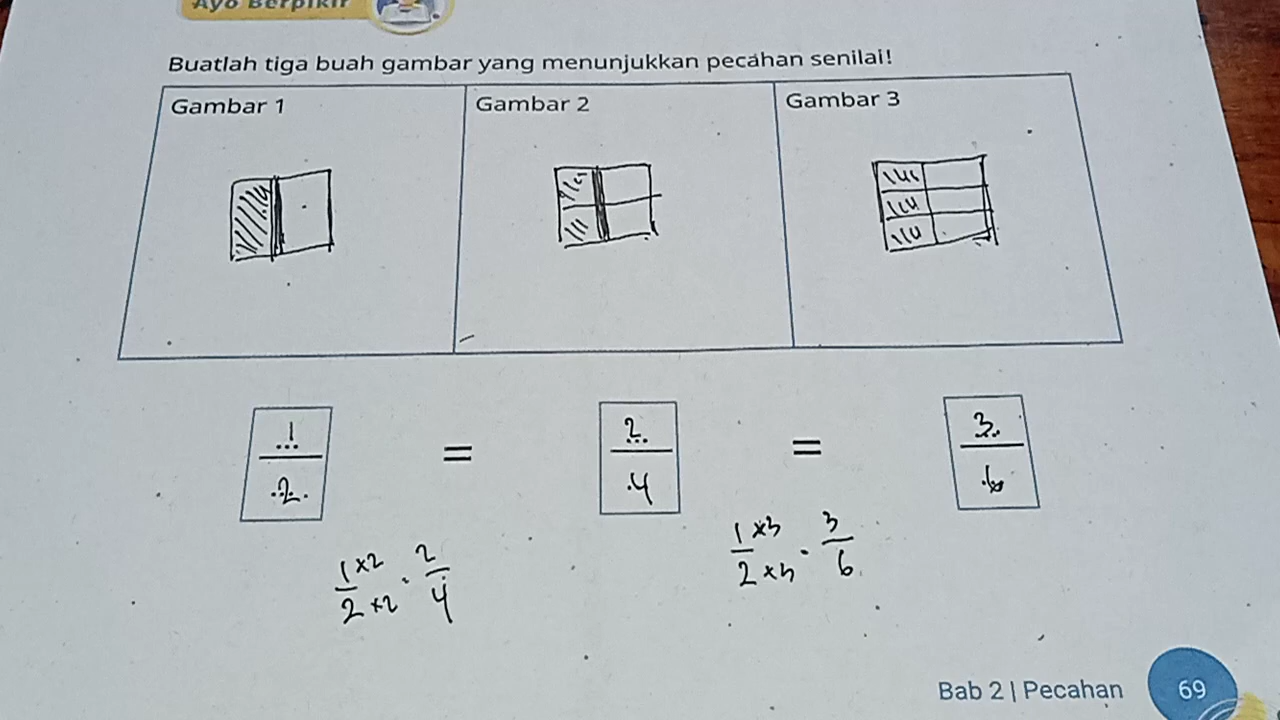 Ayo Berpikir
Buatlah tiga buah gambar yang menunjukkan pecahan senilai!
Gambar 1
Gambar 2
Gambar 3
1/2 = 2/4 = 3/6
1×2 / 2×2 = 2/4
1×3 / 2×3 = 3/6
Bab 2 | Pecahan 69